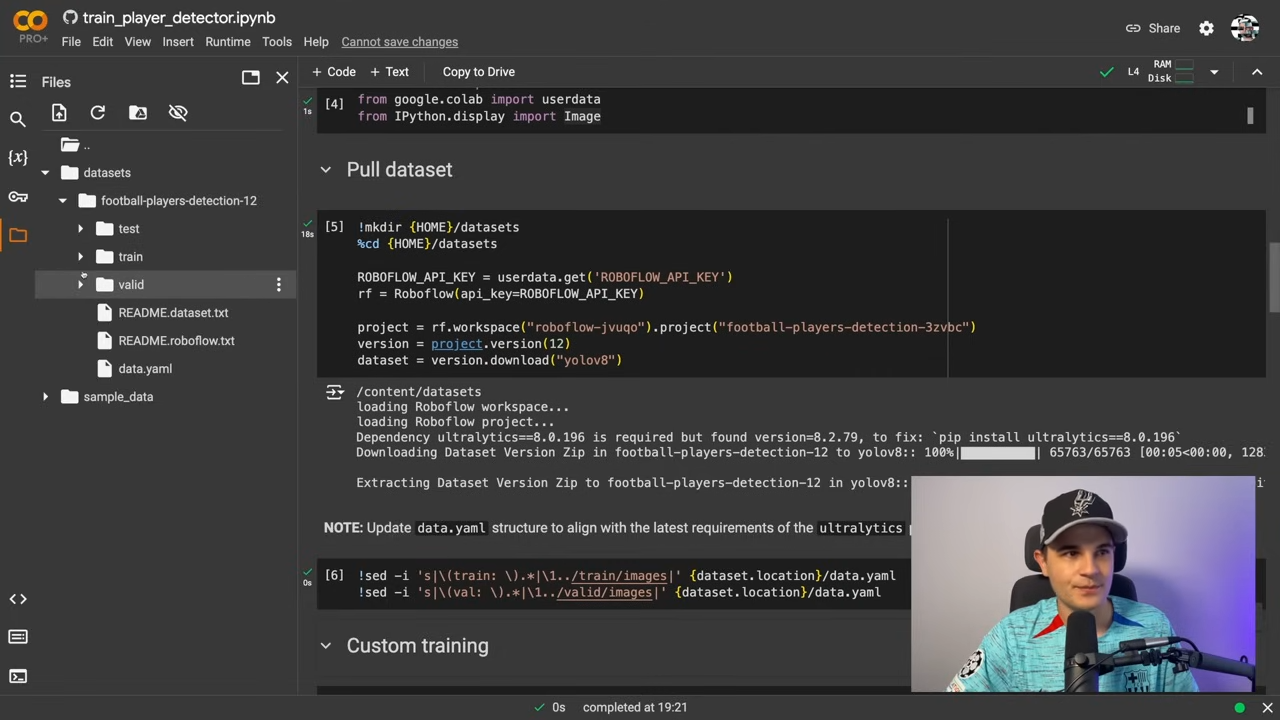 train_player_detector.ipynb
PRO+
File Edit View Insert Runtime Tools Help Cannot save changes
Share
Files
+ Code + Text Copy to Drive
L4 RAM Disk
..
datasets
football-players-detection-12
test
train
valid
README.dataset.txt
README.roboflow.txt
data.yaml
sample_data
{x}
[4] from google.colab import userdata
1s
from IPython.display import Image
Pull dataset
[5] !mkdir {HOME}/datasets
18s
%cd {HOME}/datasets
ROBOFLOW_API_KEY = userdata.get('ROBOFLOW_API_KEY')
rf = Roboflow(api_key=ROBOFLOW_API_KEY)
project = rf.workspace("roboflow-jvuqo").project("football-players-detection-3zvbc")
version = project.version(12)
dataset = version.download("yolov8")
/content/datasets
loading Roboflow workspace...
loading Roboflow project...
Dependency ultralytics==8.0.196 is required but found version=8.2.79, to fix: `pip install ultralytics==8.0.196`
Downloading Dataset Version Zip in football-players-detection-12 to yolov8:: 100%| | 65763/65763 [00:05<00:00, 128
Extracting Dataset Version Zip to football-players-detection-12 in yolov8::
NOTE: Update data.yaml structure to align with the latest requirements of the ultralytics
[6] !sed -i 's|\(train: \).*|\1../train/images|' {dataset.location}/data.yaml
0s
!sed -i 's|\(val: \).*|\1../valid/images|' {dataset.location}/data.yaml
Custom training
0s completed at 19:21